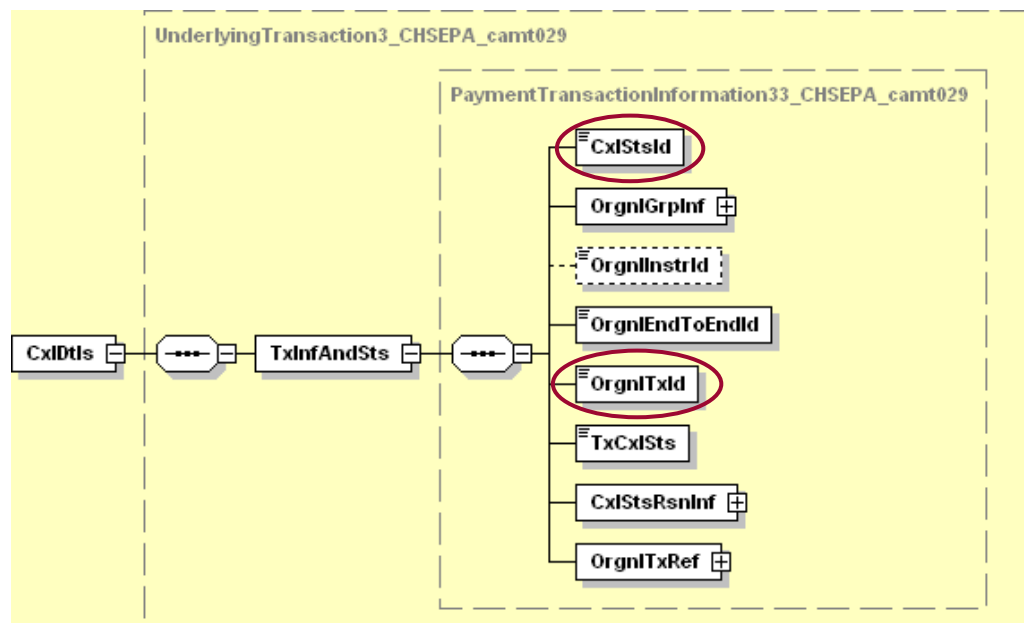 UnderlyingTransaction3_CHSEPA_camt029
PaymentTransactionInformation33_CHSEPA_camt029
CxlStsId
OrgnlGrpInf
OrgnlInstrId
OrgnlEndToEndId
CxlDtls
TxInfAndSts
OrgnlTxId
TxCxlSts
CxlStsRsnInf
OrgnlTxRef